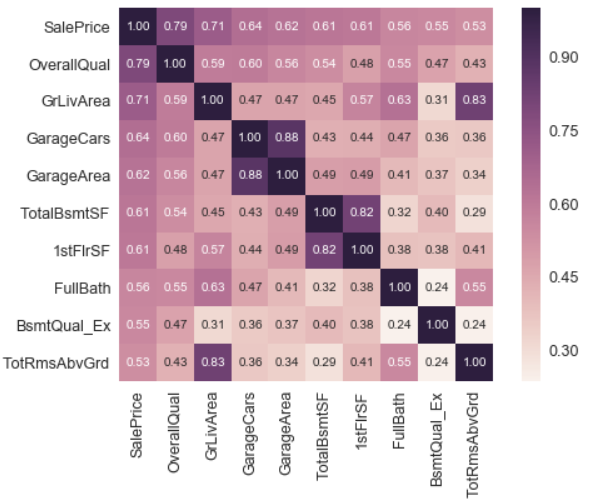 SalePrice 1.00 0.79 0.71 0.64 0.62 0.61 0.61 0.56 0.55 0.53
OverallQual 0.79 1.00 0.59 0.60 0.56 0.54 0.48 0.55 0.47 0.43
GrLivArea 0.71 0.59 1.00 0.47 0.47 0.45 0.57 0.63 0.31 0.83
GarageCars 0.64 0.60 0.47 1.00 0.88 0.43 0.44 0.47 0.36 0.36
GarageArea 0.62 0.56 0.47 0.88 1.00 0.49 0.49 0.41 0.37 0.34
TotalBsmtSF 0.61 0.54 0.45 0.43 0.49 1.00 0.82 0.32 0.40 0.29
1stFlrSF 0.61 0.48 0.57 0.44 0.49 0.82 1.00 0.38 0.38 0.41
FullBath 0.56 0.55 0.63 0.47 0.41 0.32 0.38 1.00 0.24 0.55
BsmtQual_Ex 0.55 0.47 0.31 0.36 0.37 0.40 0.38 0.24 1.00 0.24
TotRmsAbvGrd 0.53 0.43 0.83 0.36 0.34 0.29 0.41 0.55 0.24 1.00
SalePrice
OverallQual
GrLivArea
GarageCars
GarageArea
TotalBsmtSF
1stFlrSF
FullBath
BsmtQual_Ex
TotRmsAbvGrd
0.90
0.75
0.60
0.45
0.30